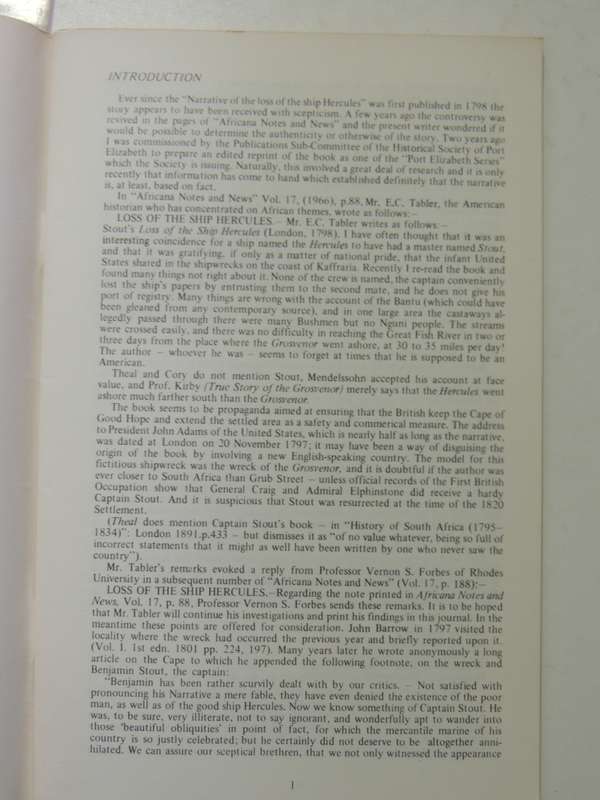 INTRODUCTION
Ever since the "Narrative of the loss of the ship Hercules" was first published in 1798 the
story appears to have been received with scepticism. A few years ago the controversy was
revived in the pages of "Africana Notes and News" and the present writer wondered if it
would be possible to determine the authenticity or otherwise of the story. Two years ago
I was commissioned by the Publications Sub-Committee of the Historical Society of Port
Elizabeth to prepare an edited reprint of the book as one of the "Port Elizabeth Series"
which the Society is issuing. Naturally, this involved a great deal of research and it is only
recently that information has come to hand which established definitely that the narrative
is, at least, based on fact.
In "Africana Notes and News" Vol. 17, (1966), p.88, Mr. E.C. Tabler, the American
historian who has concentrated on African themes, wrote as follows:–
LOSS OF THE SHIP HERCULES.– Mr. E.C. Tabler writes as follows:–
Stout's Loss of the Ship Hercules (London, 1798). I have often thought that it was an
interesting coincidence for a ship named the Hercules to have had a master named Stout,
and that it was gratifying, if only as a matter of national pride, that the infant United
States shared in the shipwrecks on the coast of Kaffraria. Recently I re-read the book and
found many things not right about it. None of the crew is named, the captain conveniently
lost the ship's papers by entrusting them to the second mate, and he does not give his
port of registry. Many things are wrong with the account of the Bantu (which could have
been gleaned from any contemporary source), and in one large area the castaways al-
legedly passed through there were many Bushmen but no Nguni people. The streams
were crossed easily, and there was no difficulty in reaching the Great Fish River in two or
three days from the place where the Grosvenor went ashore, at 30 to 35 miles per day!
The author – whoever he was – seems to forget at times that he is supposed to be an
American.
Theal and Cory do not mention Stout, Mendelssohn accepted his account at face
value, and Prof. Kirby (True Story of the Grosvenor) merely says that the Hercules went
ashore much farther south than the Grosvenor.
The book seems to be propaganda aimed at ensuring that the British keep the Cape of
Good Hope and extend the settled area as a safety and commerical measure. The address
to President John Adams of the United States, which is nearly half as long as the narrative,
was dated at London on 20 November 1797; it may have been a way of disguising the
origin of the book by involving a new English-speaking country. The model for this
fictitious shipwreck was the wreck of the Grosvenor, and it is doubtful if the author was
ever closer to South Africa than Grub Street – unless official records of the First British
Occupation show that General Craig and Admiral Elphinstone did receive a hardy
Captain Stout. And it is suspicious that Stout was resurrected at the time of the 1820
Settlement.
(Theal does mention Captain Stout's book – in "History of South Africa (1795–
1834)": London 1891.p.433 – but dismisses it as "of no value whatever, being so full of
incorrect statements that it might as well have been written by one who never saw the
country").
Mr. Tabler's remarks evoked a reply from Professor Vernon S. Forbes of Rhodes
University in a subsequent number of "Africana Notes and News" (Vol. 17, p. 188):–
LOSS OF THE SHIP HERCULES.–Regarding the note printed in Africana Notes and
News, Vol. 17, p. 88, Professor Vernon S. Forbes sends these remarks. It is to be hoped
that Mr. Tabler will continue his investigations and print his findings in this journal. In the
meantime these points are offered for consideration. John Barrow in 1797 visited the
locality where the wreck had occurred the previous year and briefly reported upon it.
(Vol. I. 1st edn. 1801 pp. 224, 197). Many years later he wrote anonymously a long
article on the Cape to which he appended the following footnote, on the wreck and
Benjamin Stout, the captain:
"Benjamin has been rather scurvily dealt with by our critics. – Not satisfied with
pronouncing his Narrative a mere fable, they have even denied the existence of the poor
man, as well as of the good ship Hercules. Now we know something of Captain Stout. He
was, to be sure, very illiterate, not to say ignorant, and wonderfully apt to wander into
those 'beautiful obliquities' in point of fact, for which the mercantile marine of his
country is so justly celebrated; but he certainly did not deserve to be altogether anni-
hilated. We can assure our sceptical brethren, that we not only witnessed the appearance
1